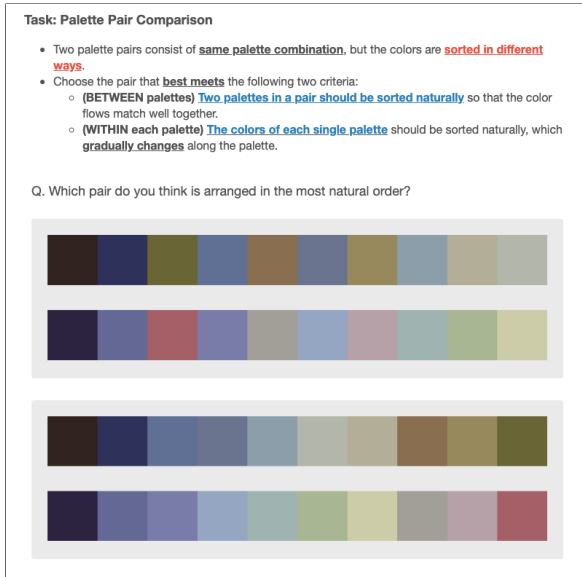 Task: Palette Pair Comparison
• Two palette pairs consist of same palette combination, but the colors are sorted in different
ways.
• Choose the pair that best meets the following two criteria:
◦ (BETWEEN palettes) Two palettes in a pair should be sorted naturally so that the color
flows match well together.
◦ (WITHIN each palette) The colors of each single palette should be sorted naturally, which
gradually changes along the palette.
Q. Which pair do you think is arranged in the most natural order?